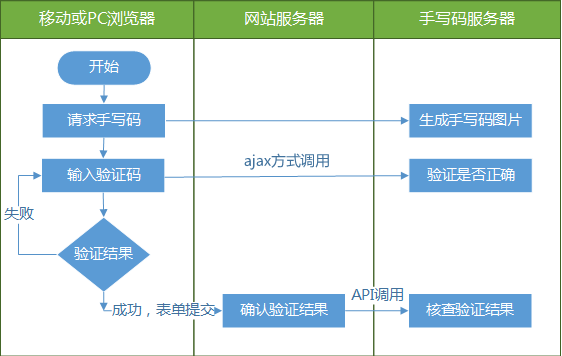 移动或PC浏览器
网站服务器
手写码服务器
开始
请求手写码
生成手写码图片
ajax方式调用
输入验证码
验证是否正确
失败
验证结果
成功，表单提交
确认验证结果
API调用
核查验证结果